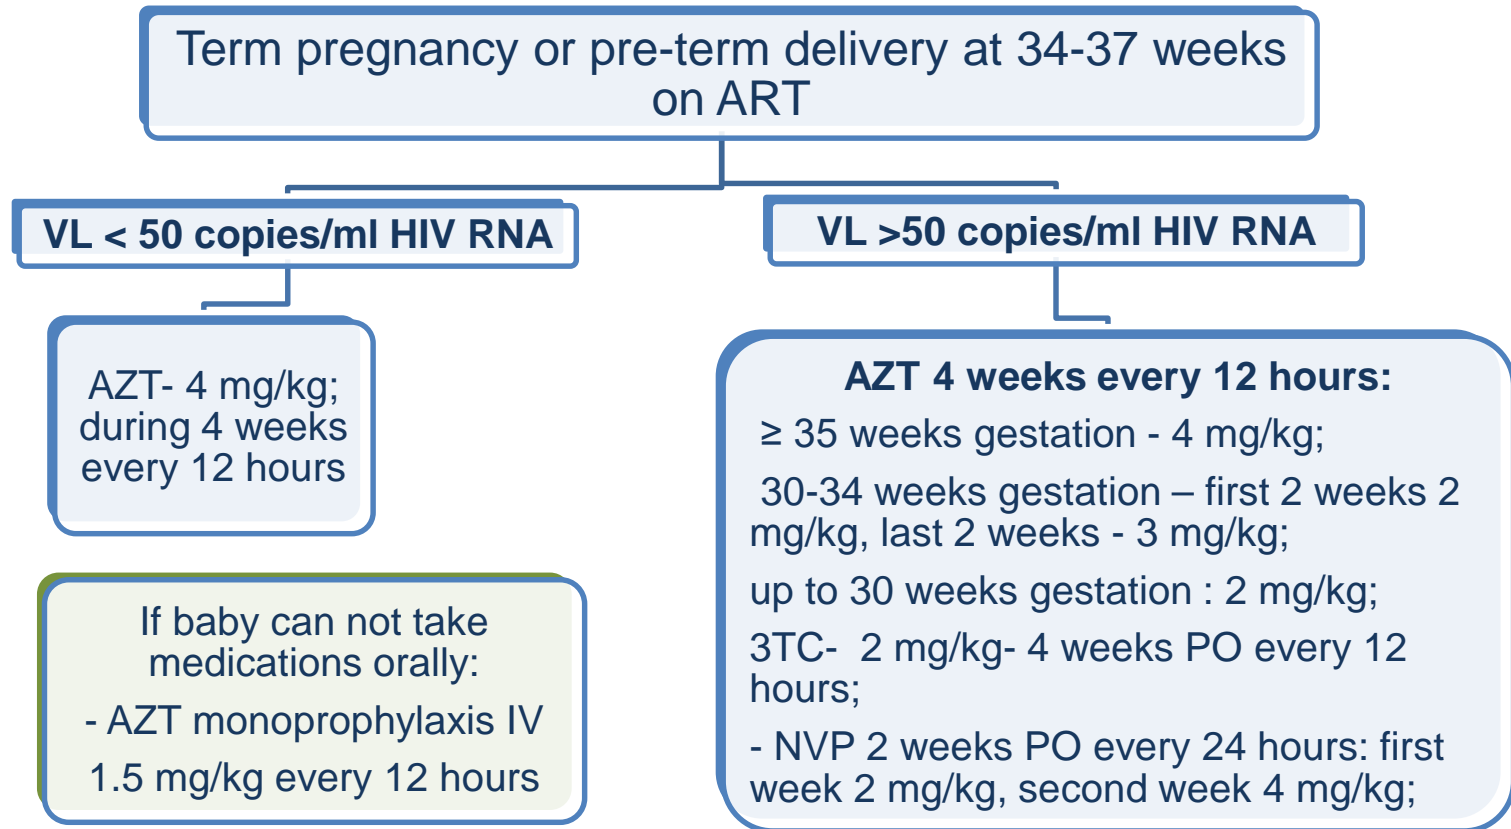 Term pregnancy or pre-term delivery at 34-37 weeks
on ART
VL < 50 copies/ml HIV RNA
AZT- 4 mg/kg;
during 4 weeks
every 12 hours
If baby can not take
medications orally:
- AZT monoprophylaxis IV
1.5 mg/kg every 12 hours
VL >50 copies/ml HIV RNA
AZT 4 weeks every 12 hours:
≥ 35 weeks gestation - 4 mg/kg;
30-34 weeks gestation – first 2 weeks 2
mg/kg, last 2 weeks - 3 mg/kg;
up to 30 weeks gestation : 2 mg/kg;
3TC- 2 mg/kg- 4 weeks PO every 12
hours;
- NVP 2 weeks PO every 24 hours: first
week 2 mg/kg, second week 4 mg/kg;